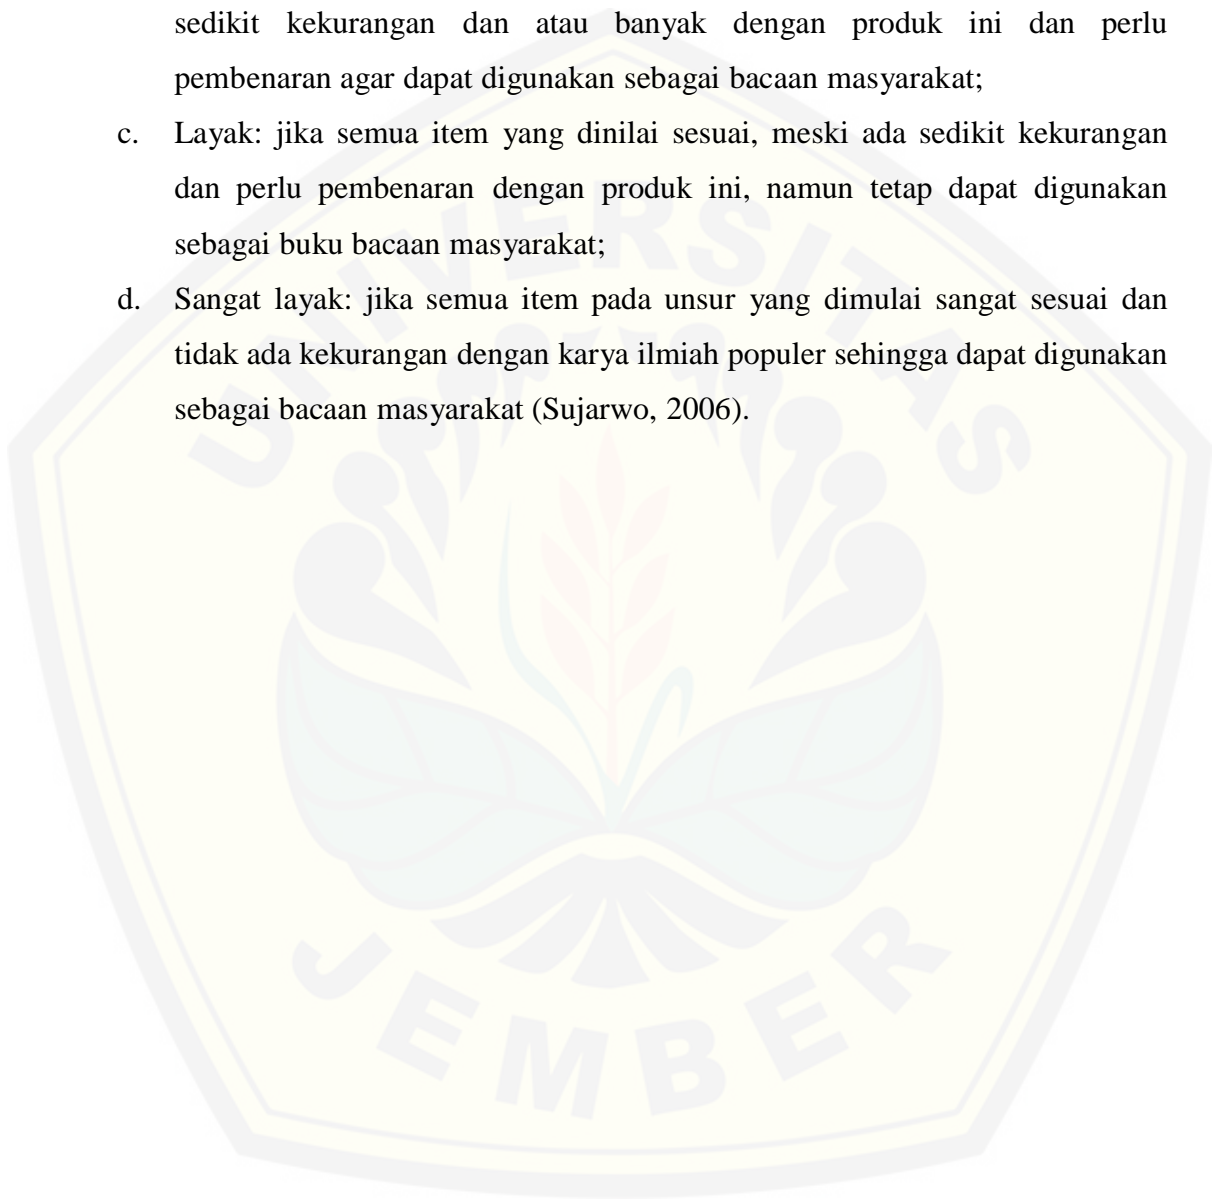 sedikit kekurangan dan atau banyak dengan produk ini dan perlu
pembenaran agar dapat digunakan sebagai bacaan masyarakat;
c. Layak: jika semua item yang dinilai sesuai, meski ada sedikit kekurangan
dan perlu pembenaran dengan produk ini, namun tetap dapat digunakan
sebagai buku bacaan masyarakat;
d. Sangat layak: jika semua item pada unsur yang dimulai sangat sesuai dan
tidak ada kekurangan dengan karya ilmiah populer sehingga dapat digunakan
sebagai bacaan masyarakat (Sujarwo, 2006).
UNIVERSITAS
JEMBER